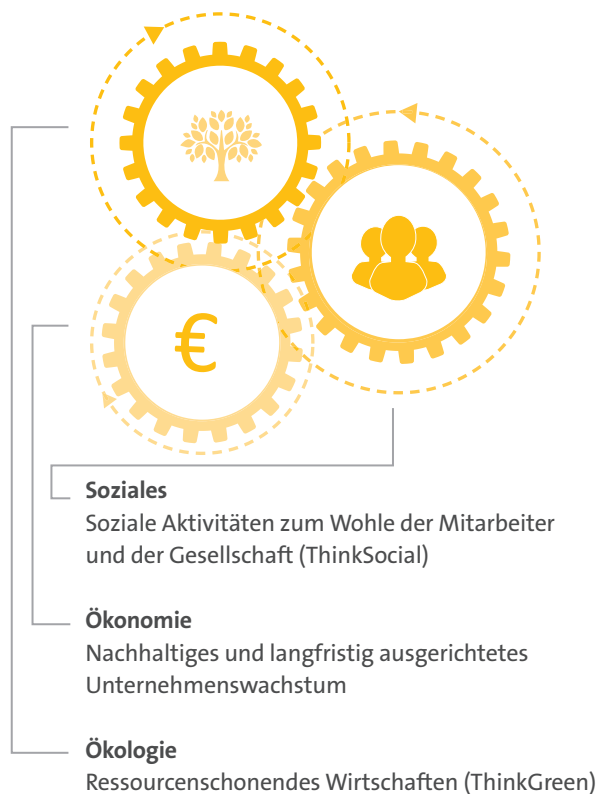 €
Soziales
Soziale Aktivitäten zum Wohle der Mitarbeiter
und der Gesellschaft (ThinkSocial)
Ökonomie
Nachhaltiges und langfristig ausgerichtetes
Unternehmenswachstum
Ökologie
Ressourcenschonendes Wirtschaften (ThinkGreen)